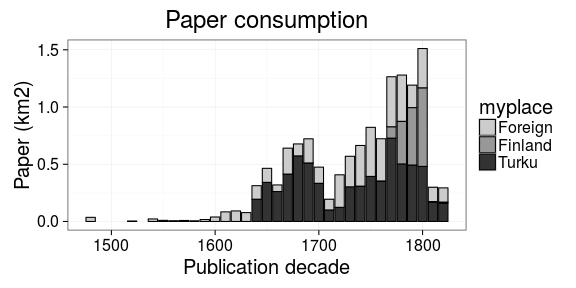 Paper consumption
Paper (km2)
1.5
1.0
0.5
0.0
1500 1600 1700 1800
Publication decade
myplace
Foreign
Finland
Turku